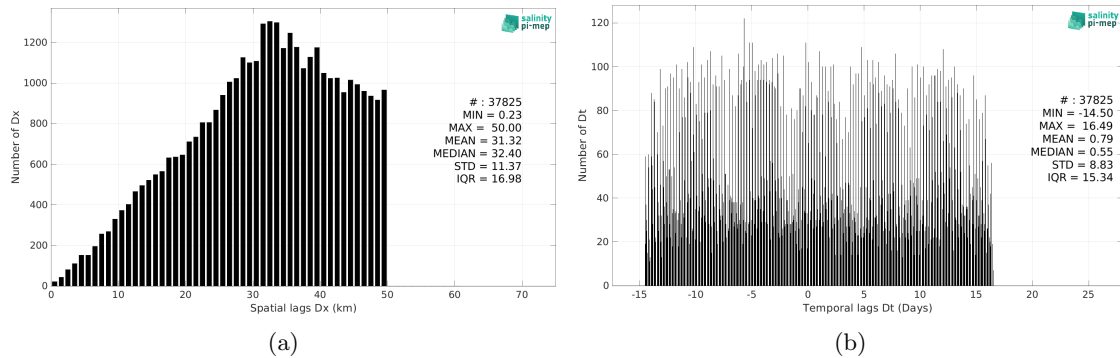 salinity
pi-mep
1200
1000
800
600
400
200
0
Number of Dx
# : 37825
MIN = 0.23
MAX = 50.00
MEAN = 31.32
MEDIAN = 32.40
STD = 11.37
IQR = 16.98
0 10 20 30 40 50 60 70
Spatial lags Dx (km)
(a)
salinity
pi-mep
120
100
80
60
40
20
0
Number of Dt
# : 37825
MIN = -14.50
MAX = 16.49
MEAN = 0.79
MEDIAN = 0.55
STD = 8.83
IQR = 15.34
-15 -10 -5 0 5 10 15 20 25
Temporal lags Dt (Days)
(b)